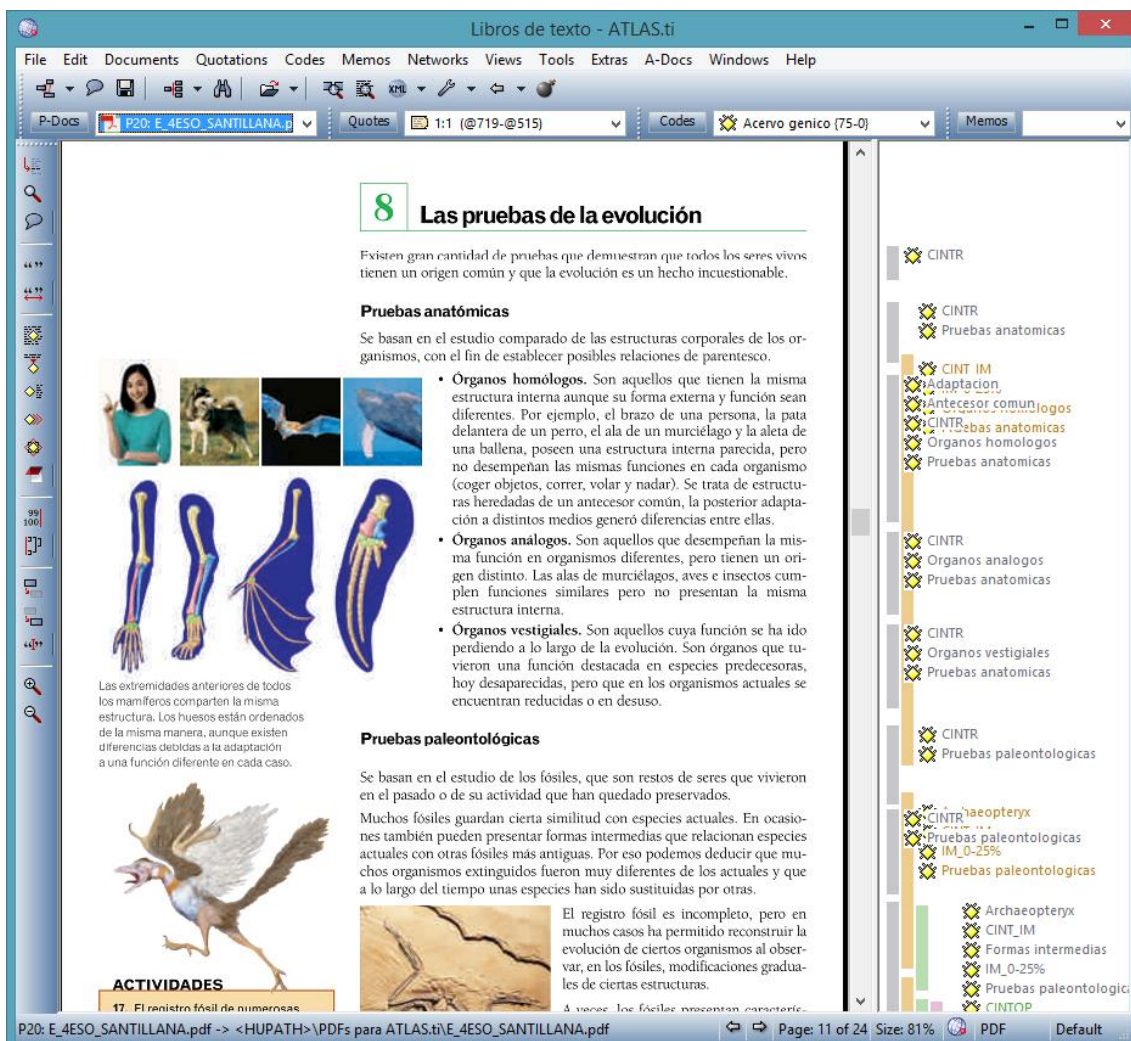 Libros de texto - ATLAS.ti
File Edit Documents Quotations Codes Memos Networks Views Tools Extras A-Docs Windows Help
XML
P-Docs P20: E_4ESO_SANTILLANA.p Quotes 1:1 (@719-@515) Codes Acervo genico {75-0} Memos
99
100
8 Las pruebas de la evolución
Existen gran cantidad de pruebas que demuestran que todos los seres vivos
tienen un origen común y que la evolución es un hecho incuestionable.
Pruebas anatómicas
Se basan en el estudio comparado de las estructuras corporales de los or-
ganismos, con el fin de establecer posibles relaciones de parentesco.
• Órganos homólogos. Son aquellos que tienen la misma
estructura interna aunque su forma externa y función sean
diferentes. Por ejemplo, el brazo de una persona, la pata
delantera de un perro, el ala de un murciélago y la aleta de
una ballena, poseen una estructura interna parecida, pero
no desempeñan las mismas funciones en cada organismo
(coger objetos, correr, volar y nadar). Se trata de estructu-
ras heredadas de un antecesor común, la posterior adapta-
ción a distintos medios generó diferencias entre ellas.
• Órganos análogos. Son aquellos que desempeñan la mis-
ma función en organismos diferentes, pero tienen un ori-
gen distinto. Las alas de murciélagos, aves e insectos cum-
plen funciones similares pero no presentan la misma
estructura interna.
• Órganos vestigiales. Son aquellos cuya función se ha ido
perdiendo a lo largo de la evolución. Son órganos que tu-
vieron una función destacada en especies predecesoras,
hoy desaparecidas, pero que en los organismos actuales se
encuentran reducidas o en desuso.
Las extremidades anteriores de todos
los mamíferos comparten la misma
estructura. Los huesos están ordenados
de la misma manera, aunque existen
diferencias debidas a la adaptación
a una función diferente en cada caso.
Pruebas paleontológicas
Se basan en el estudio de los fósiles, que son restos de seres que vivieron
en el pasado o de su actividad que han quedado preservados.
Muchos fósiles guardan cierta similitud con especies actuales. En ocasio-
nes también pueden presentar formas intermedias que relacionan especies
actuales con otras fósiles más antiguas. Por eso podemos deducir que mu-
chos organismos extinguidos fueron muy diferentes de los actuales y que
a lo largo del tiempo unas especies han sido sustituidas por otras.
El registro fósil es incompleto, pero en
muchos casos ha permitido reconstruir la
evolución de ciertos organismos al obser-
var, en los fósiles, modificaciones gradua-
les de ciertas estructuras.
A veces, los fósiles presentan caracterís-
ACTIVIDADES
17. El registro fósil de numerosas
CINTR
CINTR
Pruebas anatomicas
CINT_IM
Adaptacion
Antecesor comun
CINTR
Pruebas anatomicas
Organos homologos
Pruebas anatomicas
CINTR
Organos analogos
Pruebas anatomicas
CINTR
Organos vestigiales
Pruebas anatomicas
CINTR
Pruebas paleontologicas
Archaeopteryx
CINTR
Pruebas paleontologicas
IM_0-25%
Pruebas paleontologicas
Archaeopteryx
CINT_IM
Formas intermedias
IM_0-25%
Pruebas paleontologica
CINTOP
P20: E_4ESO_SANTILLANA.pdf -> <HUPATH>\PDFs para ATLAS.ti\E_4ESO_SANTILLANA.pdf Page: 11 of 24 Size: 81% PDF Default